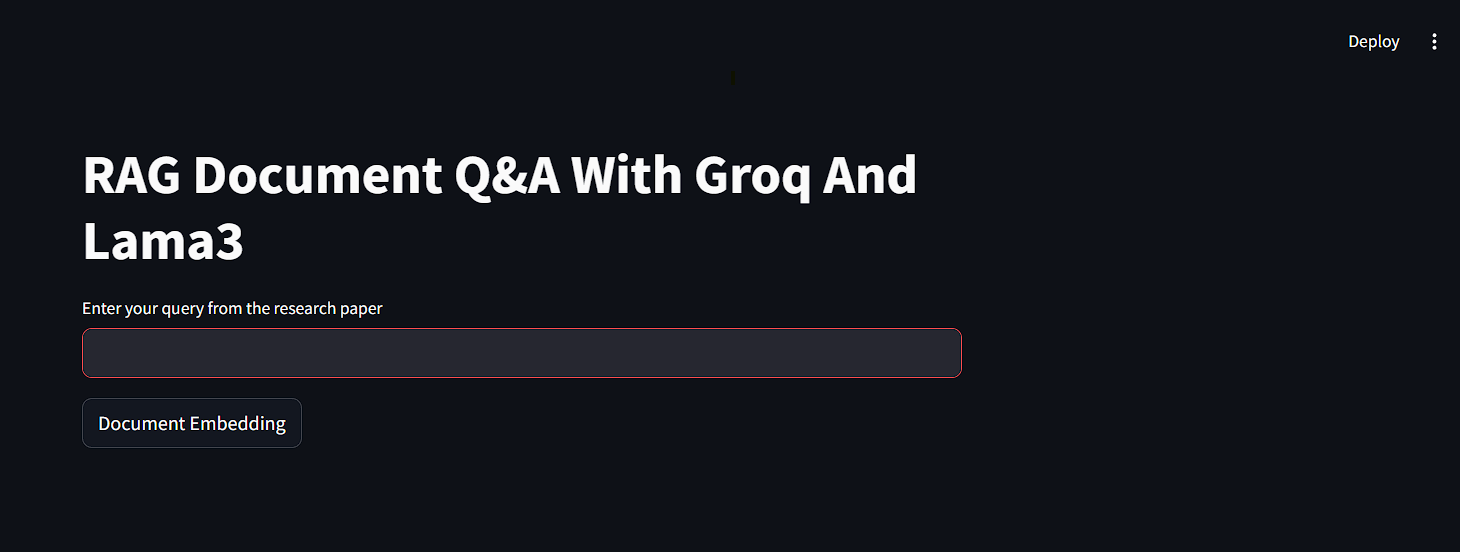 Deploy
RAG Document Q&A With Groq And
Lama3
Enter your query from the research paper
Document Embedding